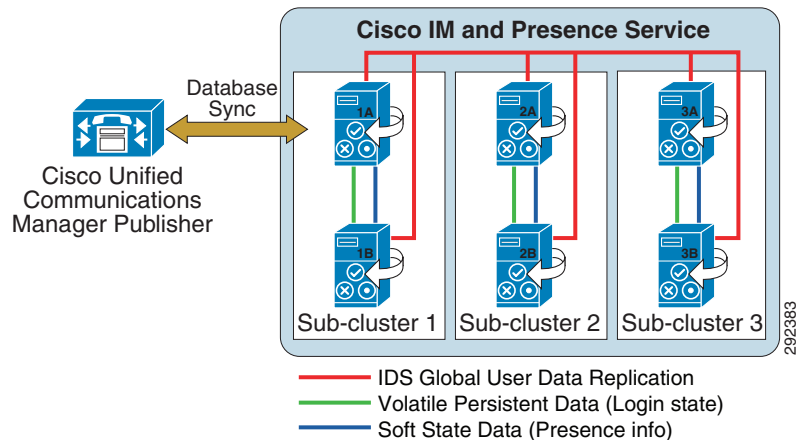 Cisco IM and Presence Service
Database
Sync
Cisco Unified
Communications
Manager Publisher
1A
2A
3A
1B
2B
3B
Sub-cluster 1
Sub-cluster 2
Sub-cluster 3
292383
IDS Global User Data Replication
Volatile Persistent Data (Login state)
Soft State Data (Presence info)